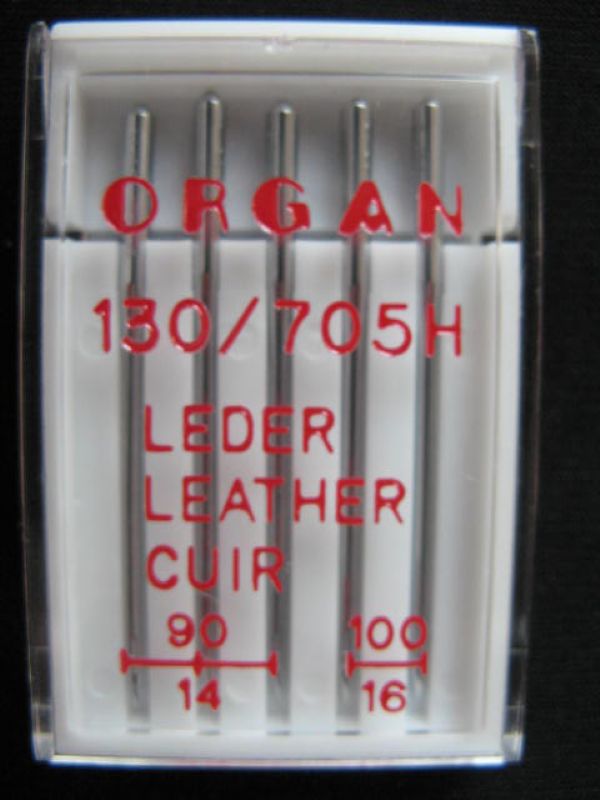 ORGAN
130/705H
LEDER
LEATHER
CUIR
90 100
14 16